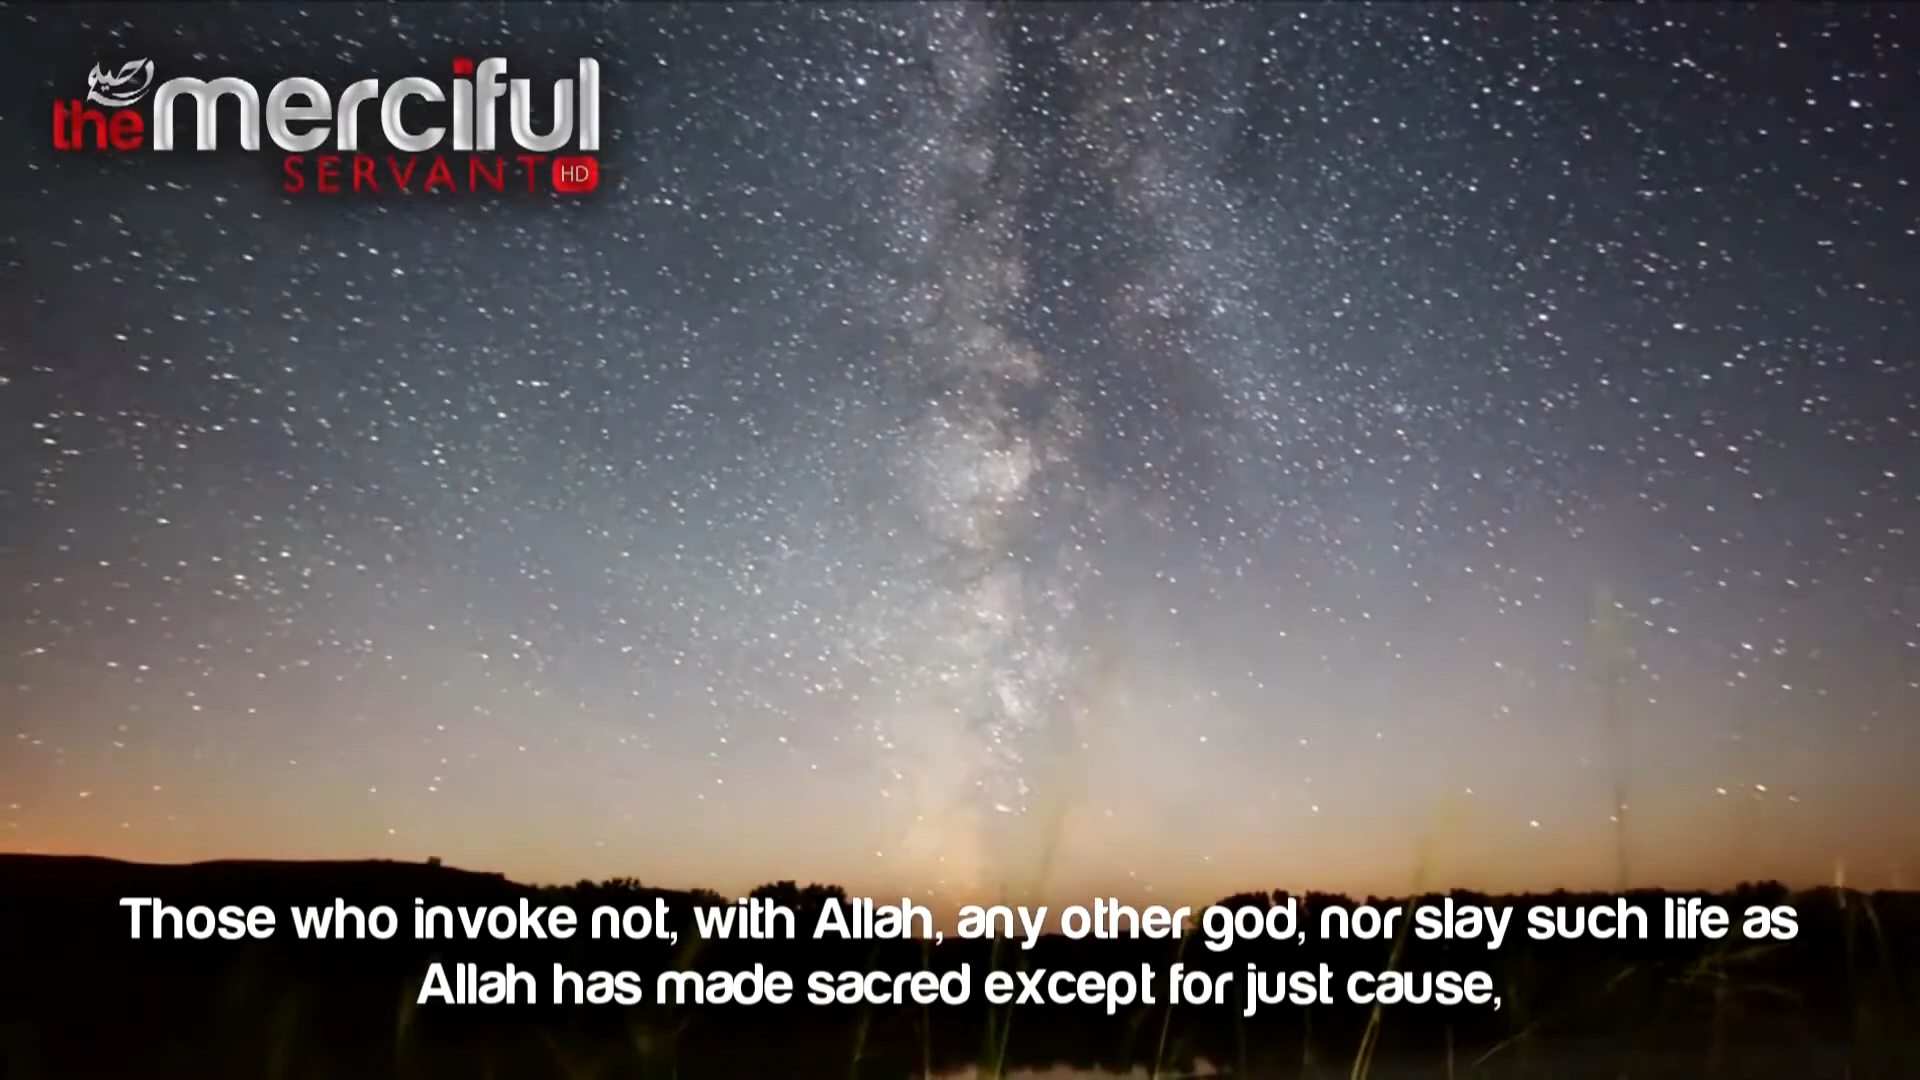 the merciful
SERVANT HD
Those who invoke not, with Allah, any other god, nor slay such life as
Allah has made sacred except for just cause,